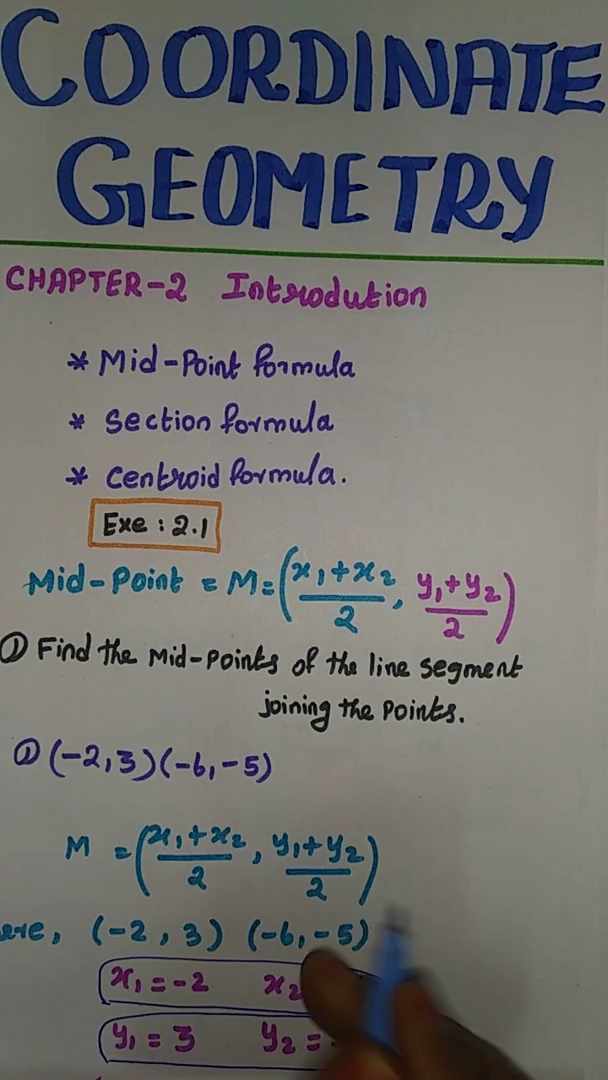 COORDINATE
GEOMETRY
CHAPTER-2 Introdution
* Mid-Point formula
* section formula
* centroid formula.
Exe : 2.1
Mid-Point = M = (x₁+x₂/2, y₁+y₂/2)
① Find the Mid-Points of the line segment
joining the Points.
① (-2,3)(-6,-5)
M = (x₁+x₂/2, y₁+y₂/2)
(-2, 3) (-6, -5)
x₁ = -2 x₂
y₁ = 3 y₂ =